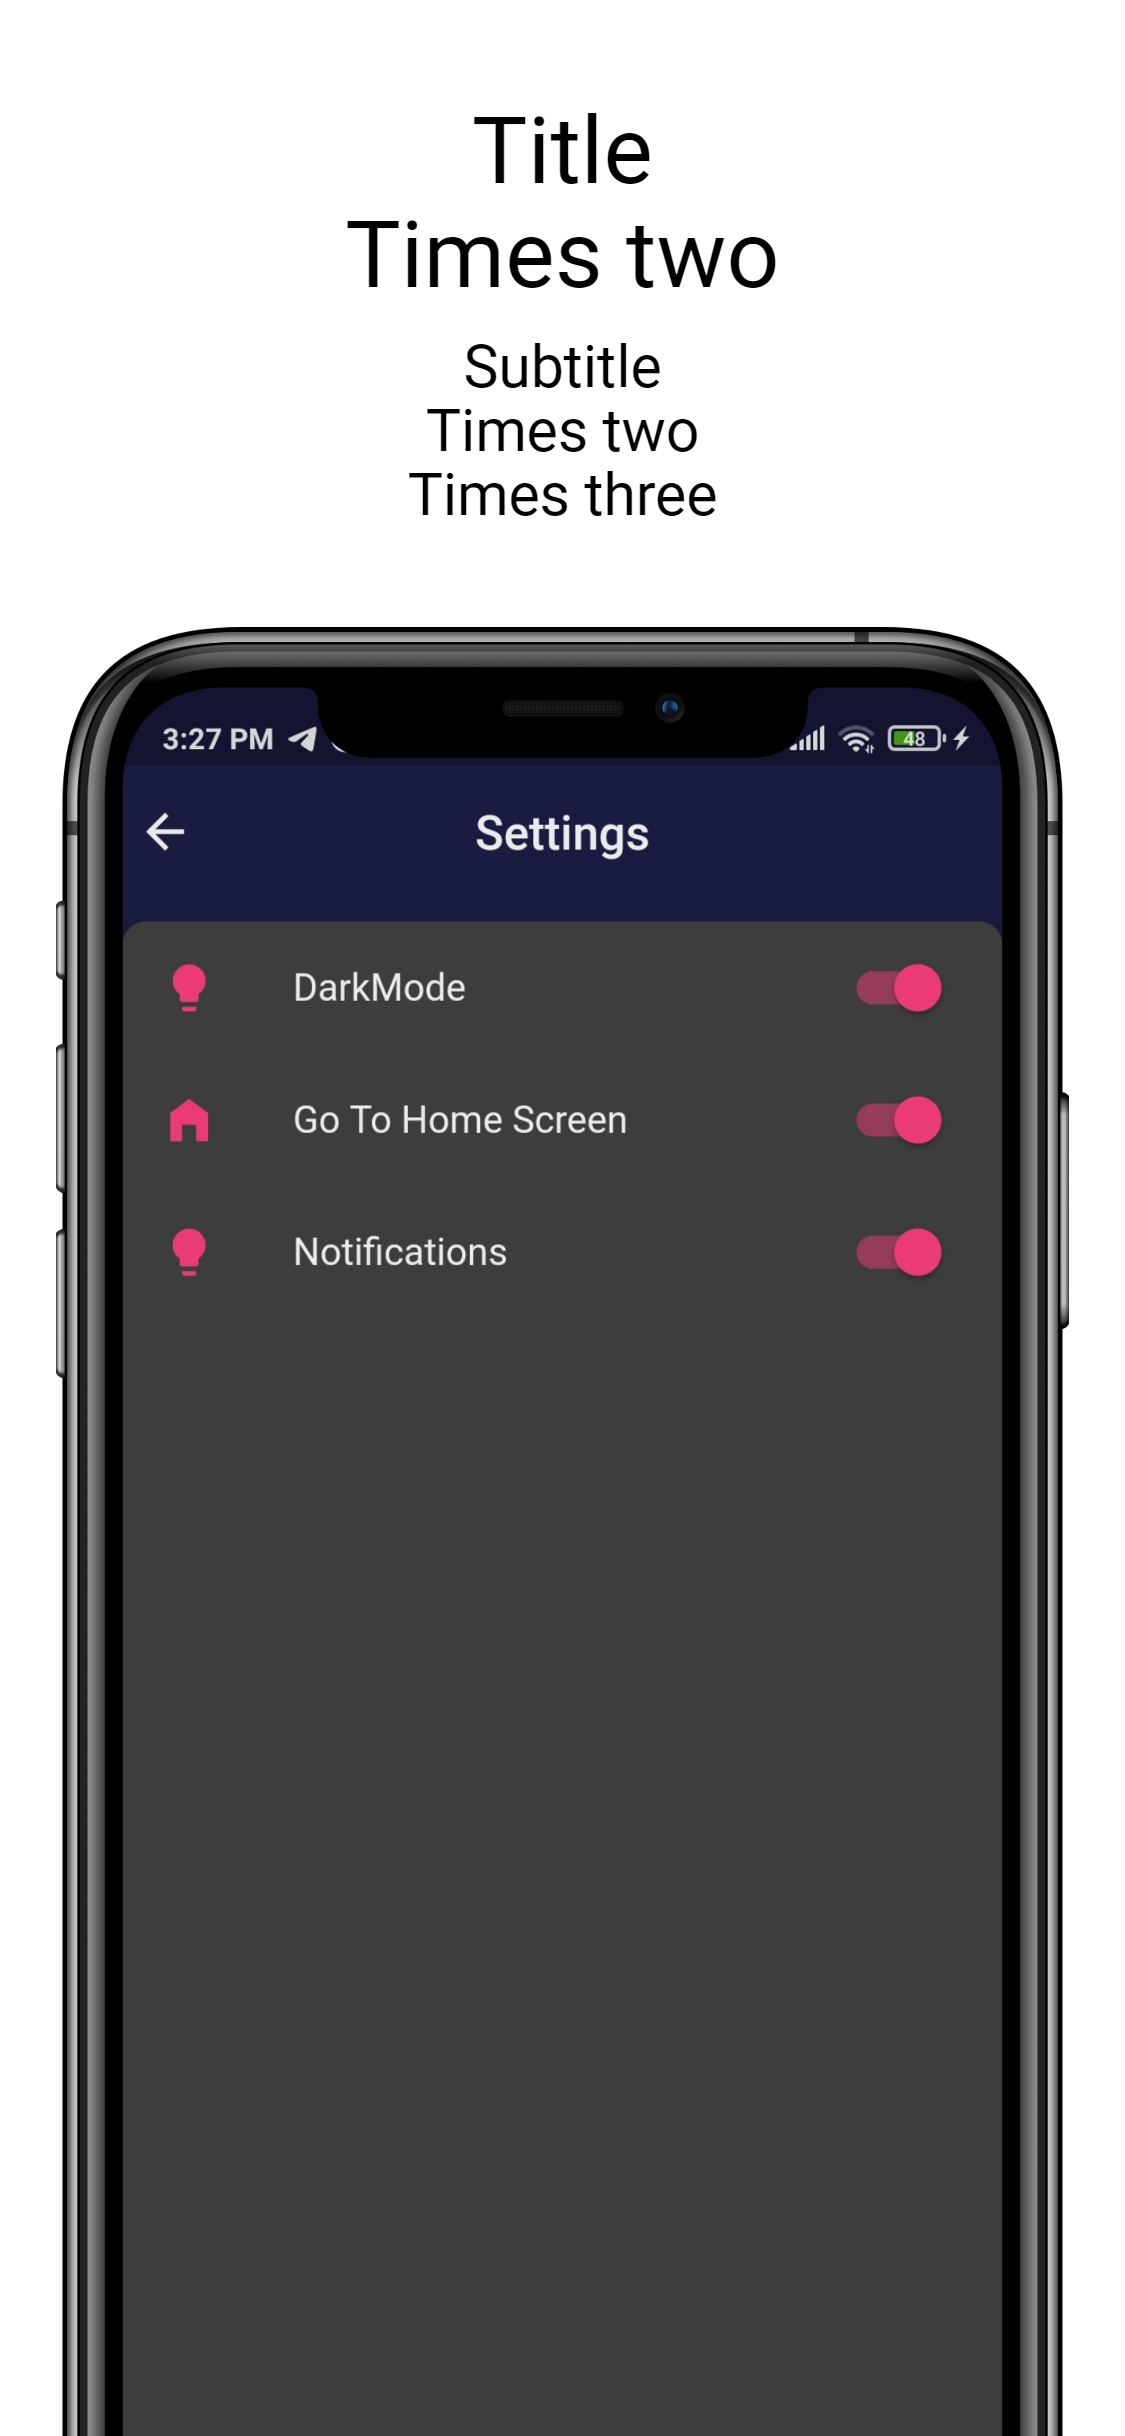 Title
Times two
Subtitle
Times two
Times three
3:27 PM
48
Settings
DarkMode
Go To Home Screen
Notifications